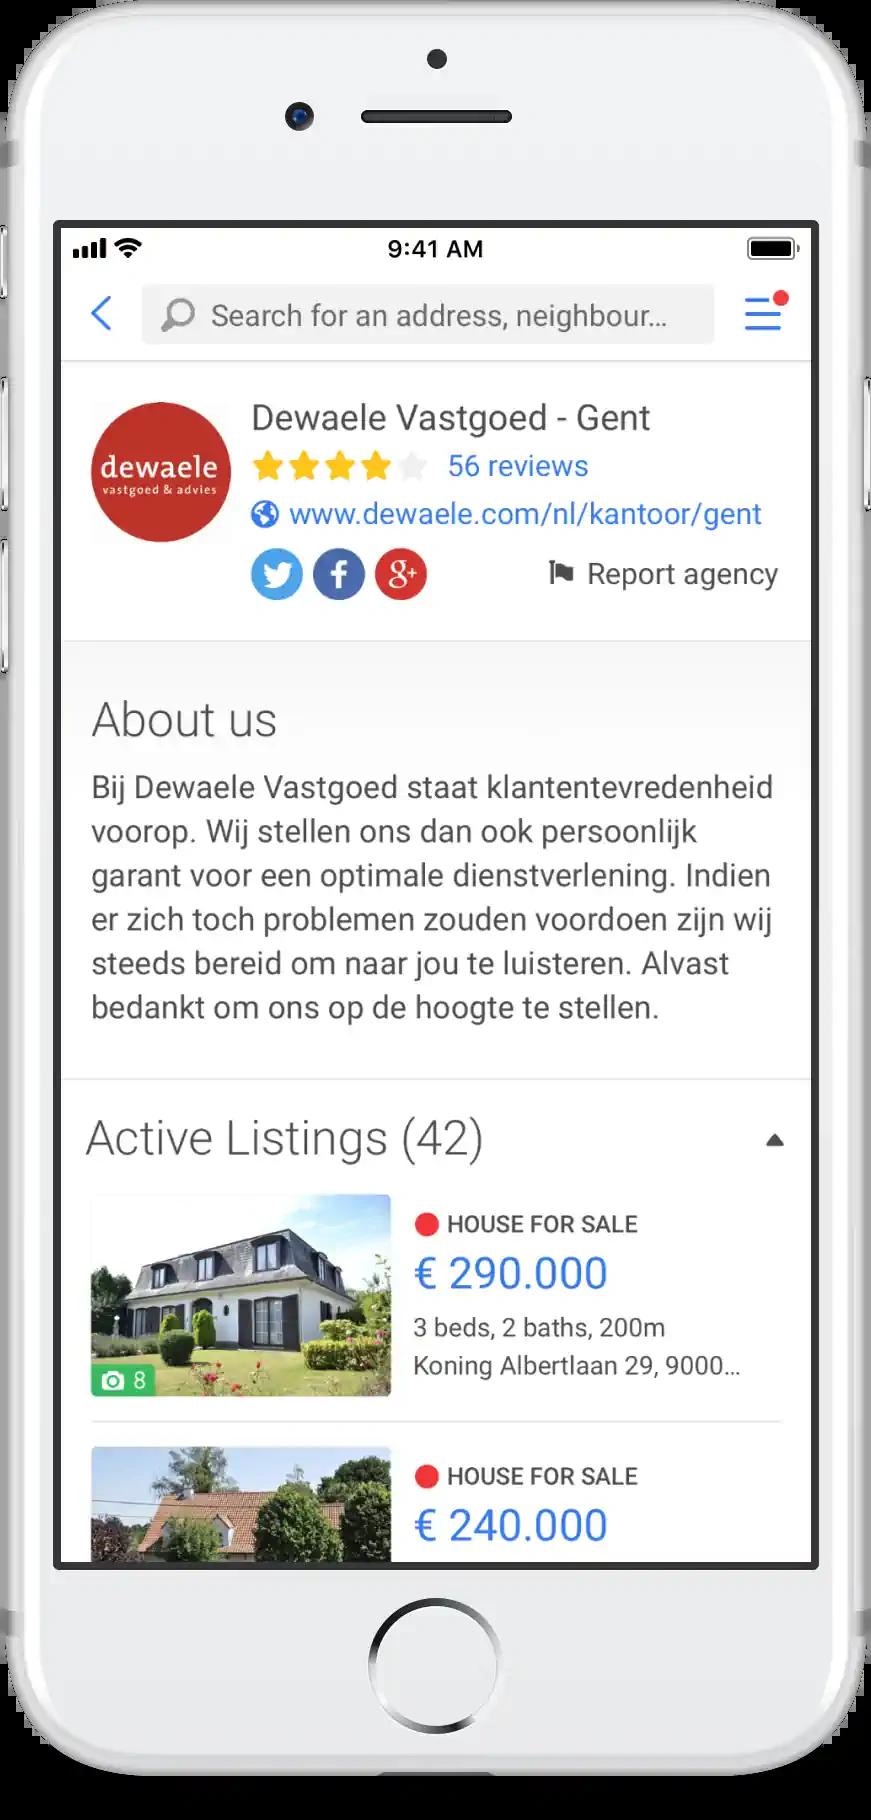 9:41 AM
Search for an address, neighbour...
dewaele
vastgoed & advies
Dewaele Vastgoed - Gent
56 reviews
www.dewaele.com/nl/kantoor/gent
f g+
Report agency
About us
Bij Dewaele Vastgoed staat klantentevredenheid
voorop. Wij stellen ons dan ook persoonlijk
garant voor een optimale dienstverlening. Indien
er zich toch problemen zouden voordoen zijn wij
steeds bereid om naar jou te luisteren. Alvast
bedankt om ons op de hoogte te stellen.
Active Listings (42)
HOUSE FOR SALE
€ 290.000
3 beds, 2 baths, 200m
Koning Albertlaan 29, 9000...
8
HOUSE FOR SALE
€ 240.000